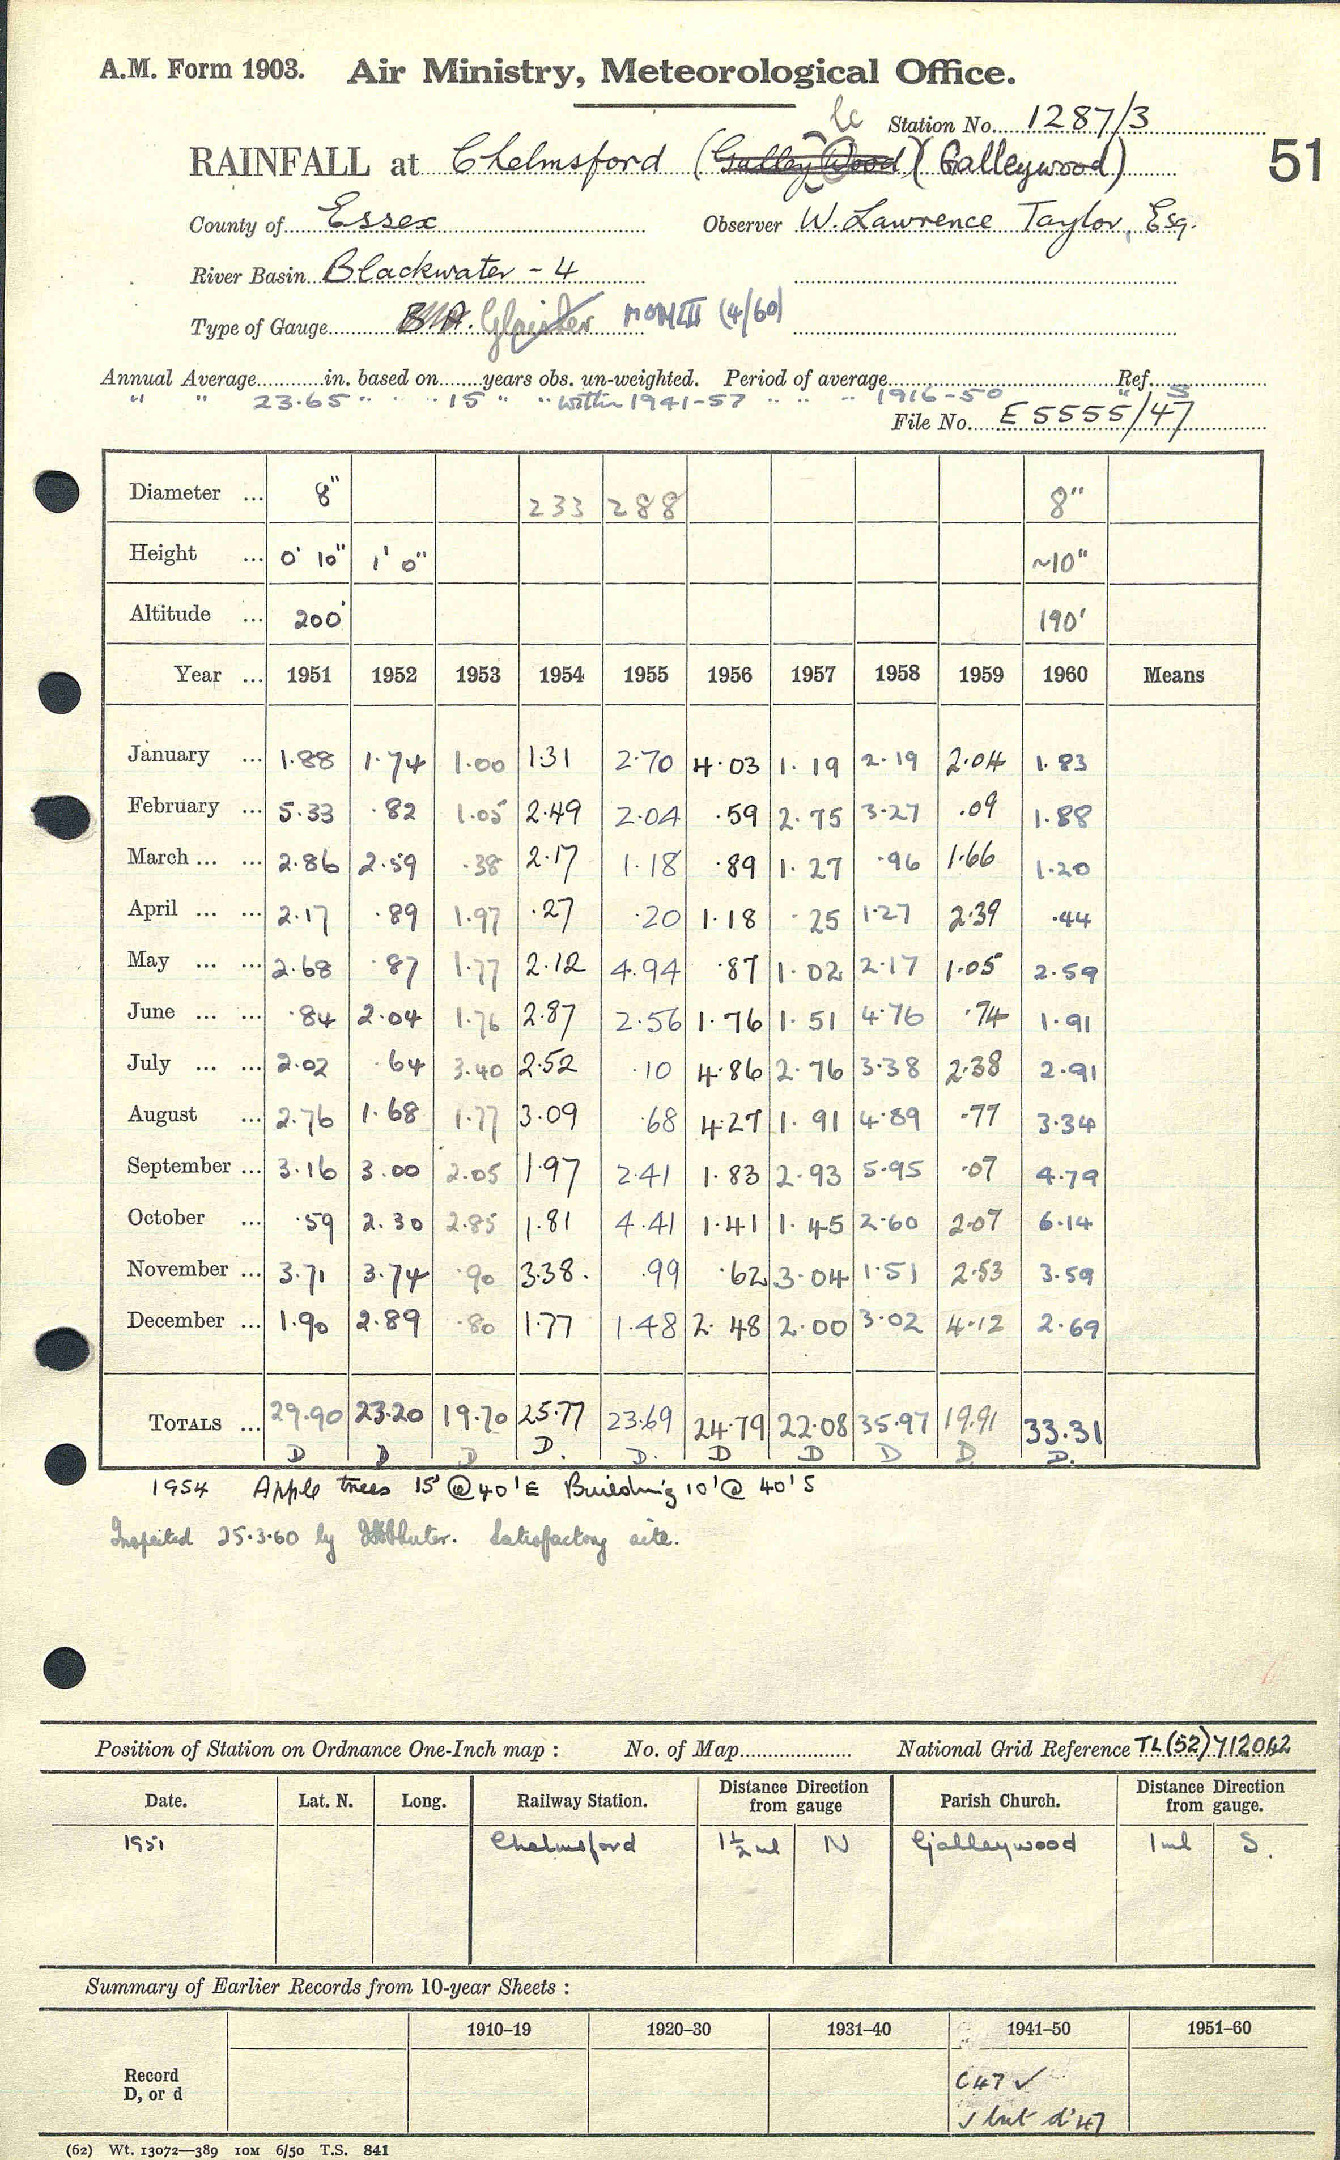 A.M. Form 1903. Air Ministry, Meteorological Office.
lc
Station No. 1287/3
RAINFALL at Chelmsford (Galley Wood) (Galleywood) 51
County of Essex Observer W. Lawrence Taylor, Esq.
River Basin Blackwater - 4
Type of Gauge B.M.A. Glaisher MO MK II (4/60)
Annual Average in. based on years obs. un-weighted. Period of average Ref.
" " 23.65 " " 15 " " within 1941-57 " " " 1916-50 " S
File No. E 5555/47
Diameter ... 8" 233 288 8"
Height ... 0' 10" 1' 0" ~10"
Altitude ... 200' 190'
Year ... 1951 1952 1953 1954 1955 1956 1957 1958 1959 1960 Means
January ... 1.88 1.74 1.00 1.31 2.70 4.03 1.19 2.19 2.04 1.83
February ... 5.33 .82 1.05 2.49 2.04 .59 2.75 3.27 .09 1.88
March ... ... 2.86 2.59 .38 2.17 1.18 .89 1.27 .96 1.66 1.20
April ... ... 2.17 .89 1.97 .27 .20 1.18 .25 1.27 2.39 .44
May ... ... 2.68 .87 1.77 2.12 4.94 .87 1.02 2.17 1.05 2.59
June ... ... .84 2.04 1.76 2.87 2.56 1.76 1.51 4.76 .74 1.91
July ... ... 2.02 .64 3.40 2.52 .10 4.86 2.76 3.38 2.38 2.91
August ... 2.76 1.68 1.77 3.09 .68 4.27 1.91 4.89 .77 3.34
September ... 3.16 3.00 2.05 1.97 2.41 1.83 2.93 5.95 .07 4.79
October ... .59 2.30 2.85 1.81 4.41 1.41 1.45 2.60 2.07 6.14
November ... 3.71 3.74 .90 3.38. .99 .62 3.04 1.51 2.53 3.59
December ... 1.90 2.89 .80 1.77 1.48 2.48 2.00 3.02 4.12 2.69
TOTALS ... 29.90 23.20 19.70 25.77 23.69 24.79 22.08 35.97 19.91 33.31
D D D D. D. D D D D D.
1954 Apple trees 15' @ 40' E Building 10' @ 40' S
Inspected 25.3.60 by Satisfactory site.
Position of Station on Ordnance One-Inch map : No. of Map National Grid Reference TL(52)712042
Date. Lat. N. Long. Railway Station. Distance Direction from gauge Parish Church. Distance Direction from gauge.
1951 Chelmsford 1½ ml N Galleywood 1 ml S.
Summary of Earlier Records from 10-year Sheets :
1910–19 1920–30 1931–40 1941–50 1951–60
Record D, or d
C47 ✓
✓ but d'47
(62) Wt. 13072—389 10M 6/50 T.S. 841